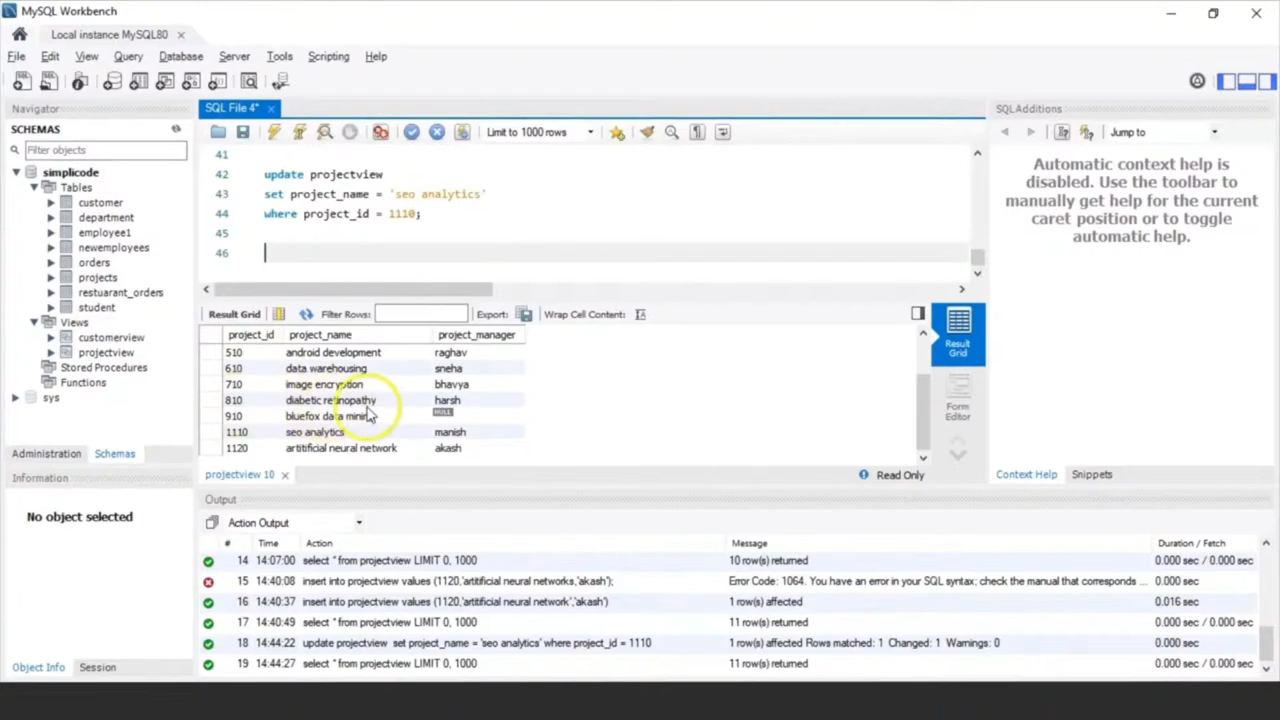 MySQL Workbench
Local instance MySQL80
File Edit View Query Database Server Tools Scripting Help
Navigator
SCHEMAS
Filter objects
simplicode
Tables
customer
department
employee1
newemployees
orders
projects
restuarant_orders
student
Views
customerview
projectview
Stored Procedures
Functions
sys
Administration Schemas
Information
No object selected
Object Info Session
SQL File 4*
Limit to 1000 rows
41
42 update projectview
43 set project_name = 'seo analytics'
44 where project_id = 1110;
45
46
Result Grid Filter Rows: Export: Wrap Cell Content:
project_id project_name project_manager
510 android development raghav
610 data warehousing sneha
710 image encryption bhavya
810 diabetic retinopathy harsh
910 bluefox data mining NULL
1110 seo analytics manish
1120 artitificial neural network akash
Result Grid
Form Editor
projectview 10
Read Only
Output
Action Output
# Time Action Message Duration / Fetch
14 14:07:00 select * from projectview LIMIT 0, 1000 10 row(s) returned 0.000 sec / 0.000 sec
15 14:40:08 insert into projectview values (1120,'artitificial neural networks,'akash'); Error Code: 1064. You have an error in your SQL syntax; check the manual that corresponds ... 0.000 sec
16 14:40:37 insert into projectview values (1120,'artitificial neural network','akash') 1 row(s) affected 0.016 sec
17 14:40:49 select * from projectview LIMIT 0, 1000 11 row(s) returned 0.000 sec / 0.000 sec
18 14:44:22 update projectview set project_name = 'seo analytics' where project_id = 1110 1 row(s) affected Rows matched: 1 Changed: 1 Warnings: 0 0.000 sec
19 14:44:27 select * from projectview LIMIT 0, 1000 11 row(s) returned 0.000 sec / 0.000 sec
SQLAdditions
Jump to
Automatic context help is
disabled. Use the toolbar to
manually get help for the current
caret position or to toggle
automatic help.
Context Help Snippets